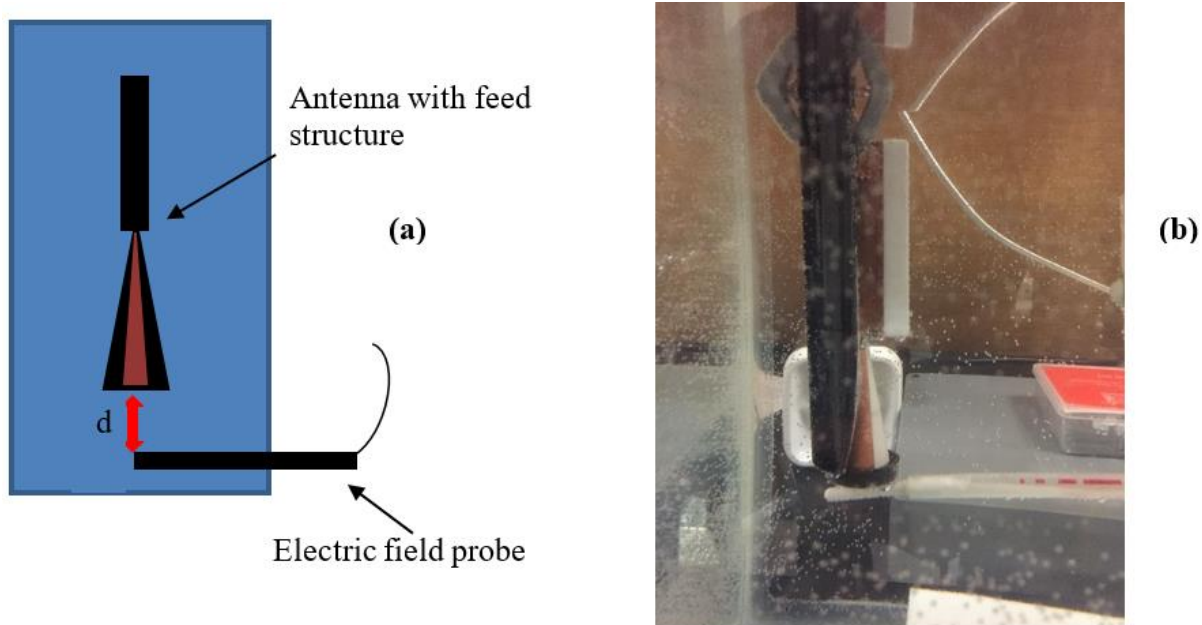 Antenna with feed
structure
(a)
(b)
d
Electric field probe